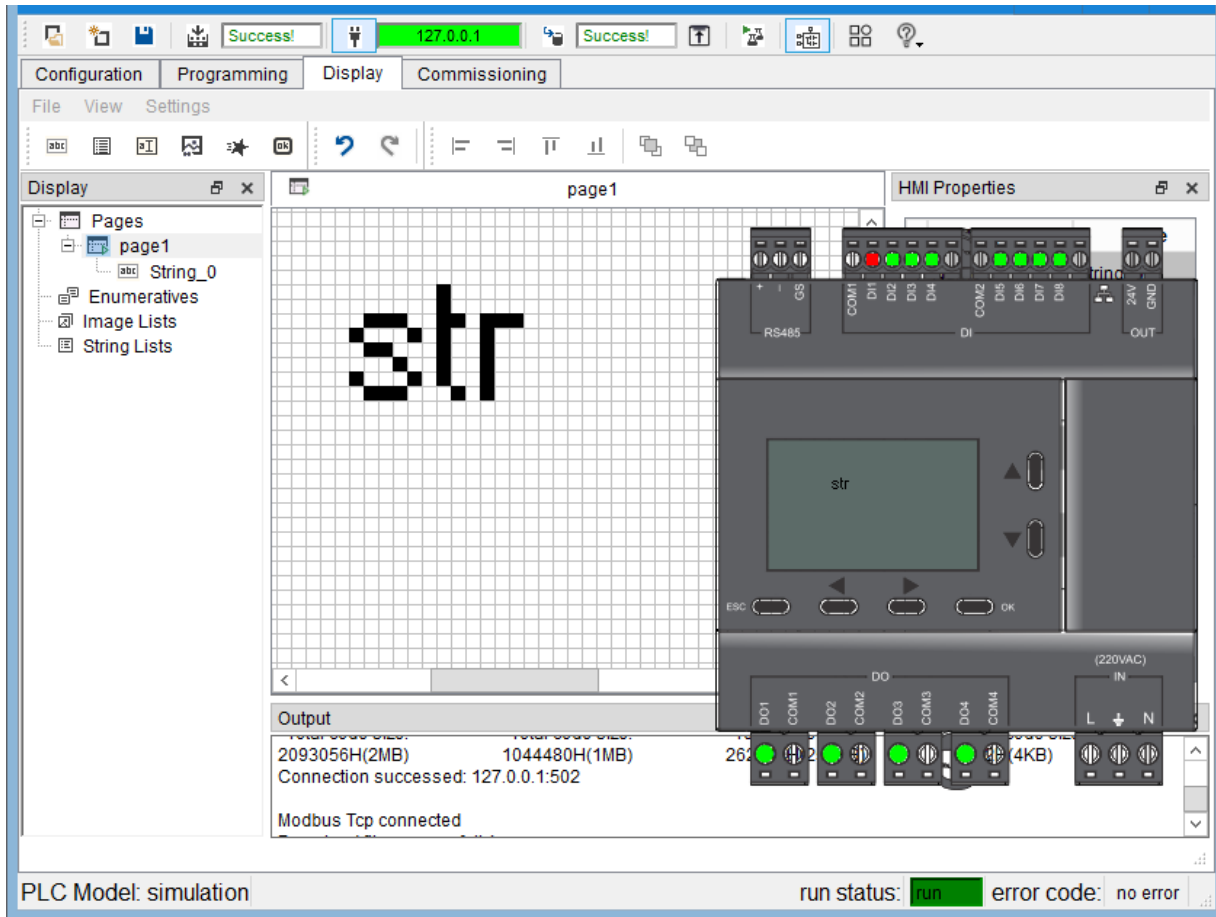 Success! 127.0.0.1 Success!
Configuration Programming Display Commissioning
File View Settings
Display
page1
HMI Properties
Pages
page1
String_0
Enumeratives
Image Lists
String Lists
str
+ – GS
RS485
COM1 DI1 DI2 DI3 DI4 COM2 DI5 DI6 DI7 DI8
DI
24V GND
OUT
str
ESC OK
(220VAC)
DO
IN
DO1 COM1 DO2 COM2 DO3 COM3 DO4 COM4
L N
Output
2093056H(2MB) 1044480H(1MB) (4KB)
Connection successed: 127.0.0.1:502
Modbus Tcp connected
PLC Model: simulation
run status: run error code: no error